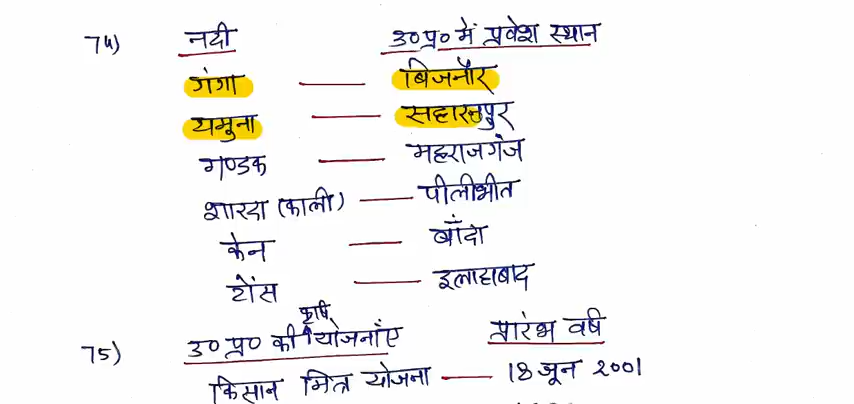 74) नदी उ०प्र० में प्रवेश स्थान
गंगा — बिजनौर
यमुना — सहारनपुर
गण्डक — महराजगंज
शारदा (काली) — पीलीभीत
केन — बाँदा
टोंस — इलाहाबाद
75) उ०प्र० की कृषि योजनाएँ प्रारंभ वर्ष
किसान मित्र योजना — 18 जून 2001